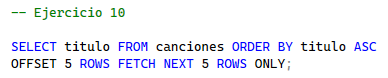 -- Ejercicio 10
SELECT titulo FROM canciones ORDER BY titulo ASC
OFFSET 5 ROWS FETCH NEXT 5 ROWS ONLY;